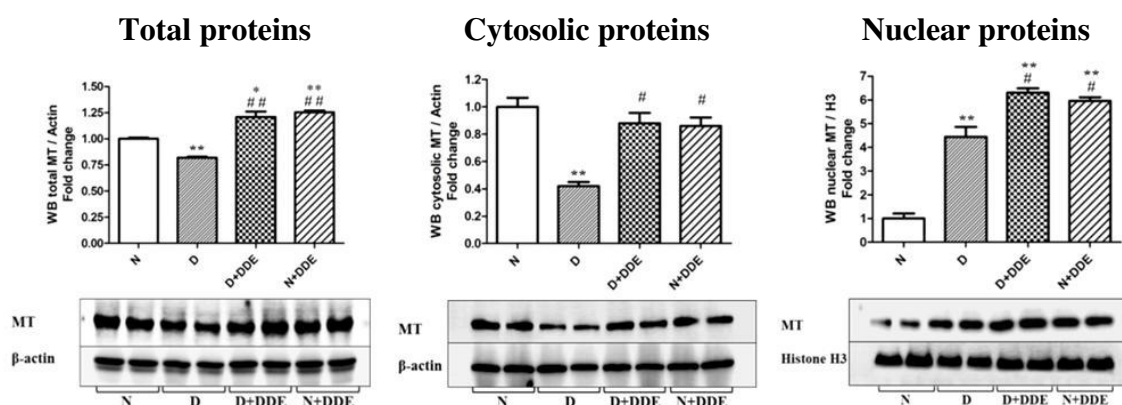 Total proteins
WB total MT / Actin
Fold change
1.50
1.25
1.00
0.75
0.50
0.25
0.00
**
*
##
**
##
N
D
D+DDE
N+DDE
MT
β-actin
N D D+DDE N+DDE
Cytosolic proteins
WB cytosolic MT / Actin
Fold change
1.2
1.0
0.8
0.6
0.4
0.2
0.0
**
#
#
N
D
D+DDE
N+DDE
MT
β-actin
N D D+DDE N+DDE
Nuclear proteins
WB nuclear MT / H3
Fold change
7
6
5
4
3
2
1
0
**
**
#
**
#
N
D
D+DDE
N+DDE
MT
Histone H3
N D D+DDE N+DDE